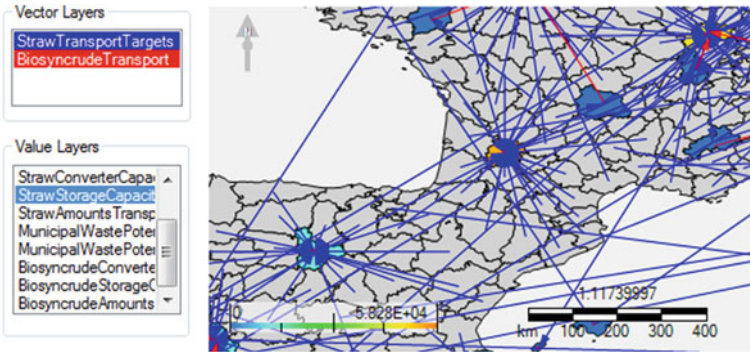 Vector Layers
StrawTransportTargets
BiosyncrudeTransport
Value Layers
StrawConverterCapa
StrawStorageCapacit
StrawAmountsTransp
MunicipalWastePoter
MunicipalWastePoter
BiosyncrudeConverte
BiosyncrudeStorageC
BiosyncrudeAmounts
0 5.828E+04
1.11739997
km 100 200 300 400